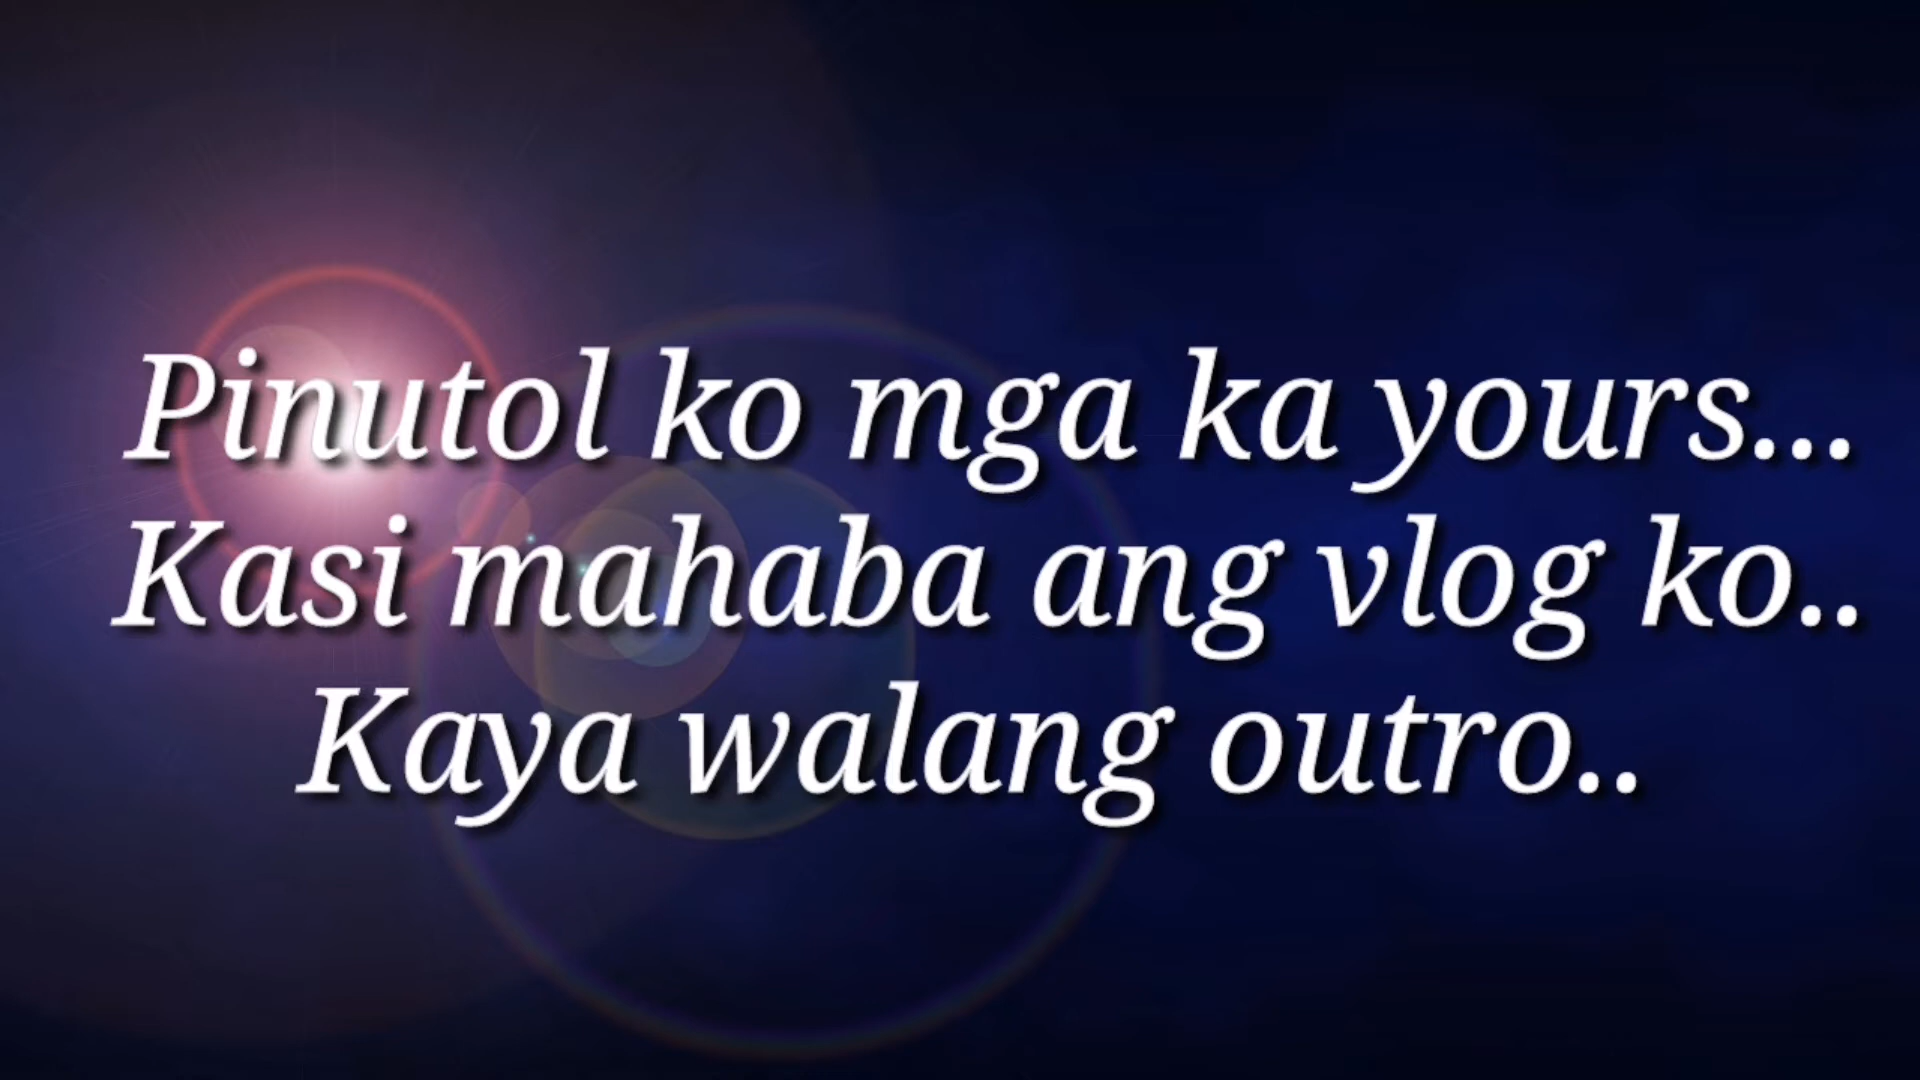 Pinutol ko mga ka yours...
Kasi mahaba ang vlog ko..
Kaya walang outro..